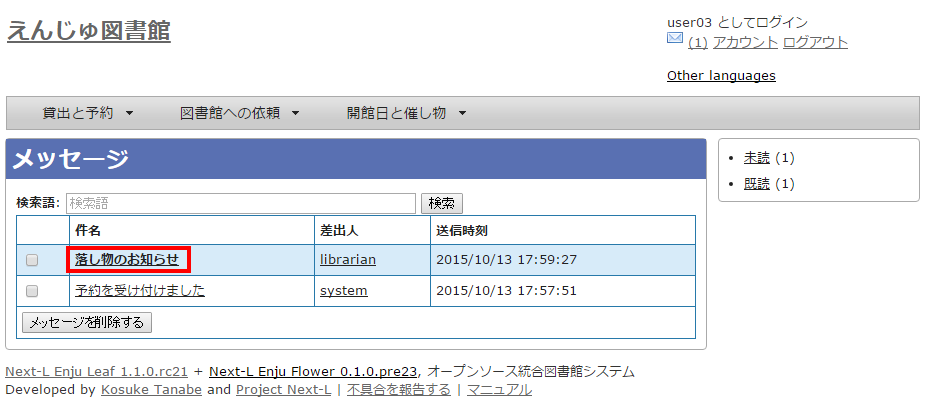 えんじゅ図書館
user03 としてログイン
(1) アカウント ログアウト
Other languages
貸出と予約 図書館への依頼 開館日と催し物
メッセージ
未読 (1)
既読 (1)
検索語: 検索語 検索
件名 差出人 送信時刻
落し物のお知らせ librarian 2015/10/13 17:59:27
予約を受け付けました system 2015/10/13 17:57:51
メッセージを削除する
Next-L Enju Leaf 1.1.0.rc21 + Next-L Enju Flower 0.1.0.pre23, オープンソース統合図書館システム
Developed by Kosuke Tanabe and Project Next-L | 不具合を報告する | マニュアル